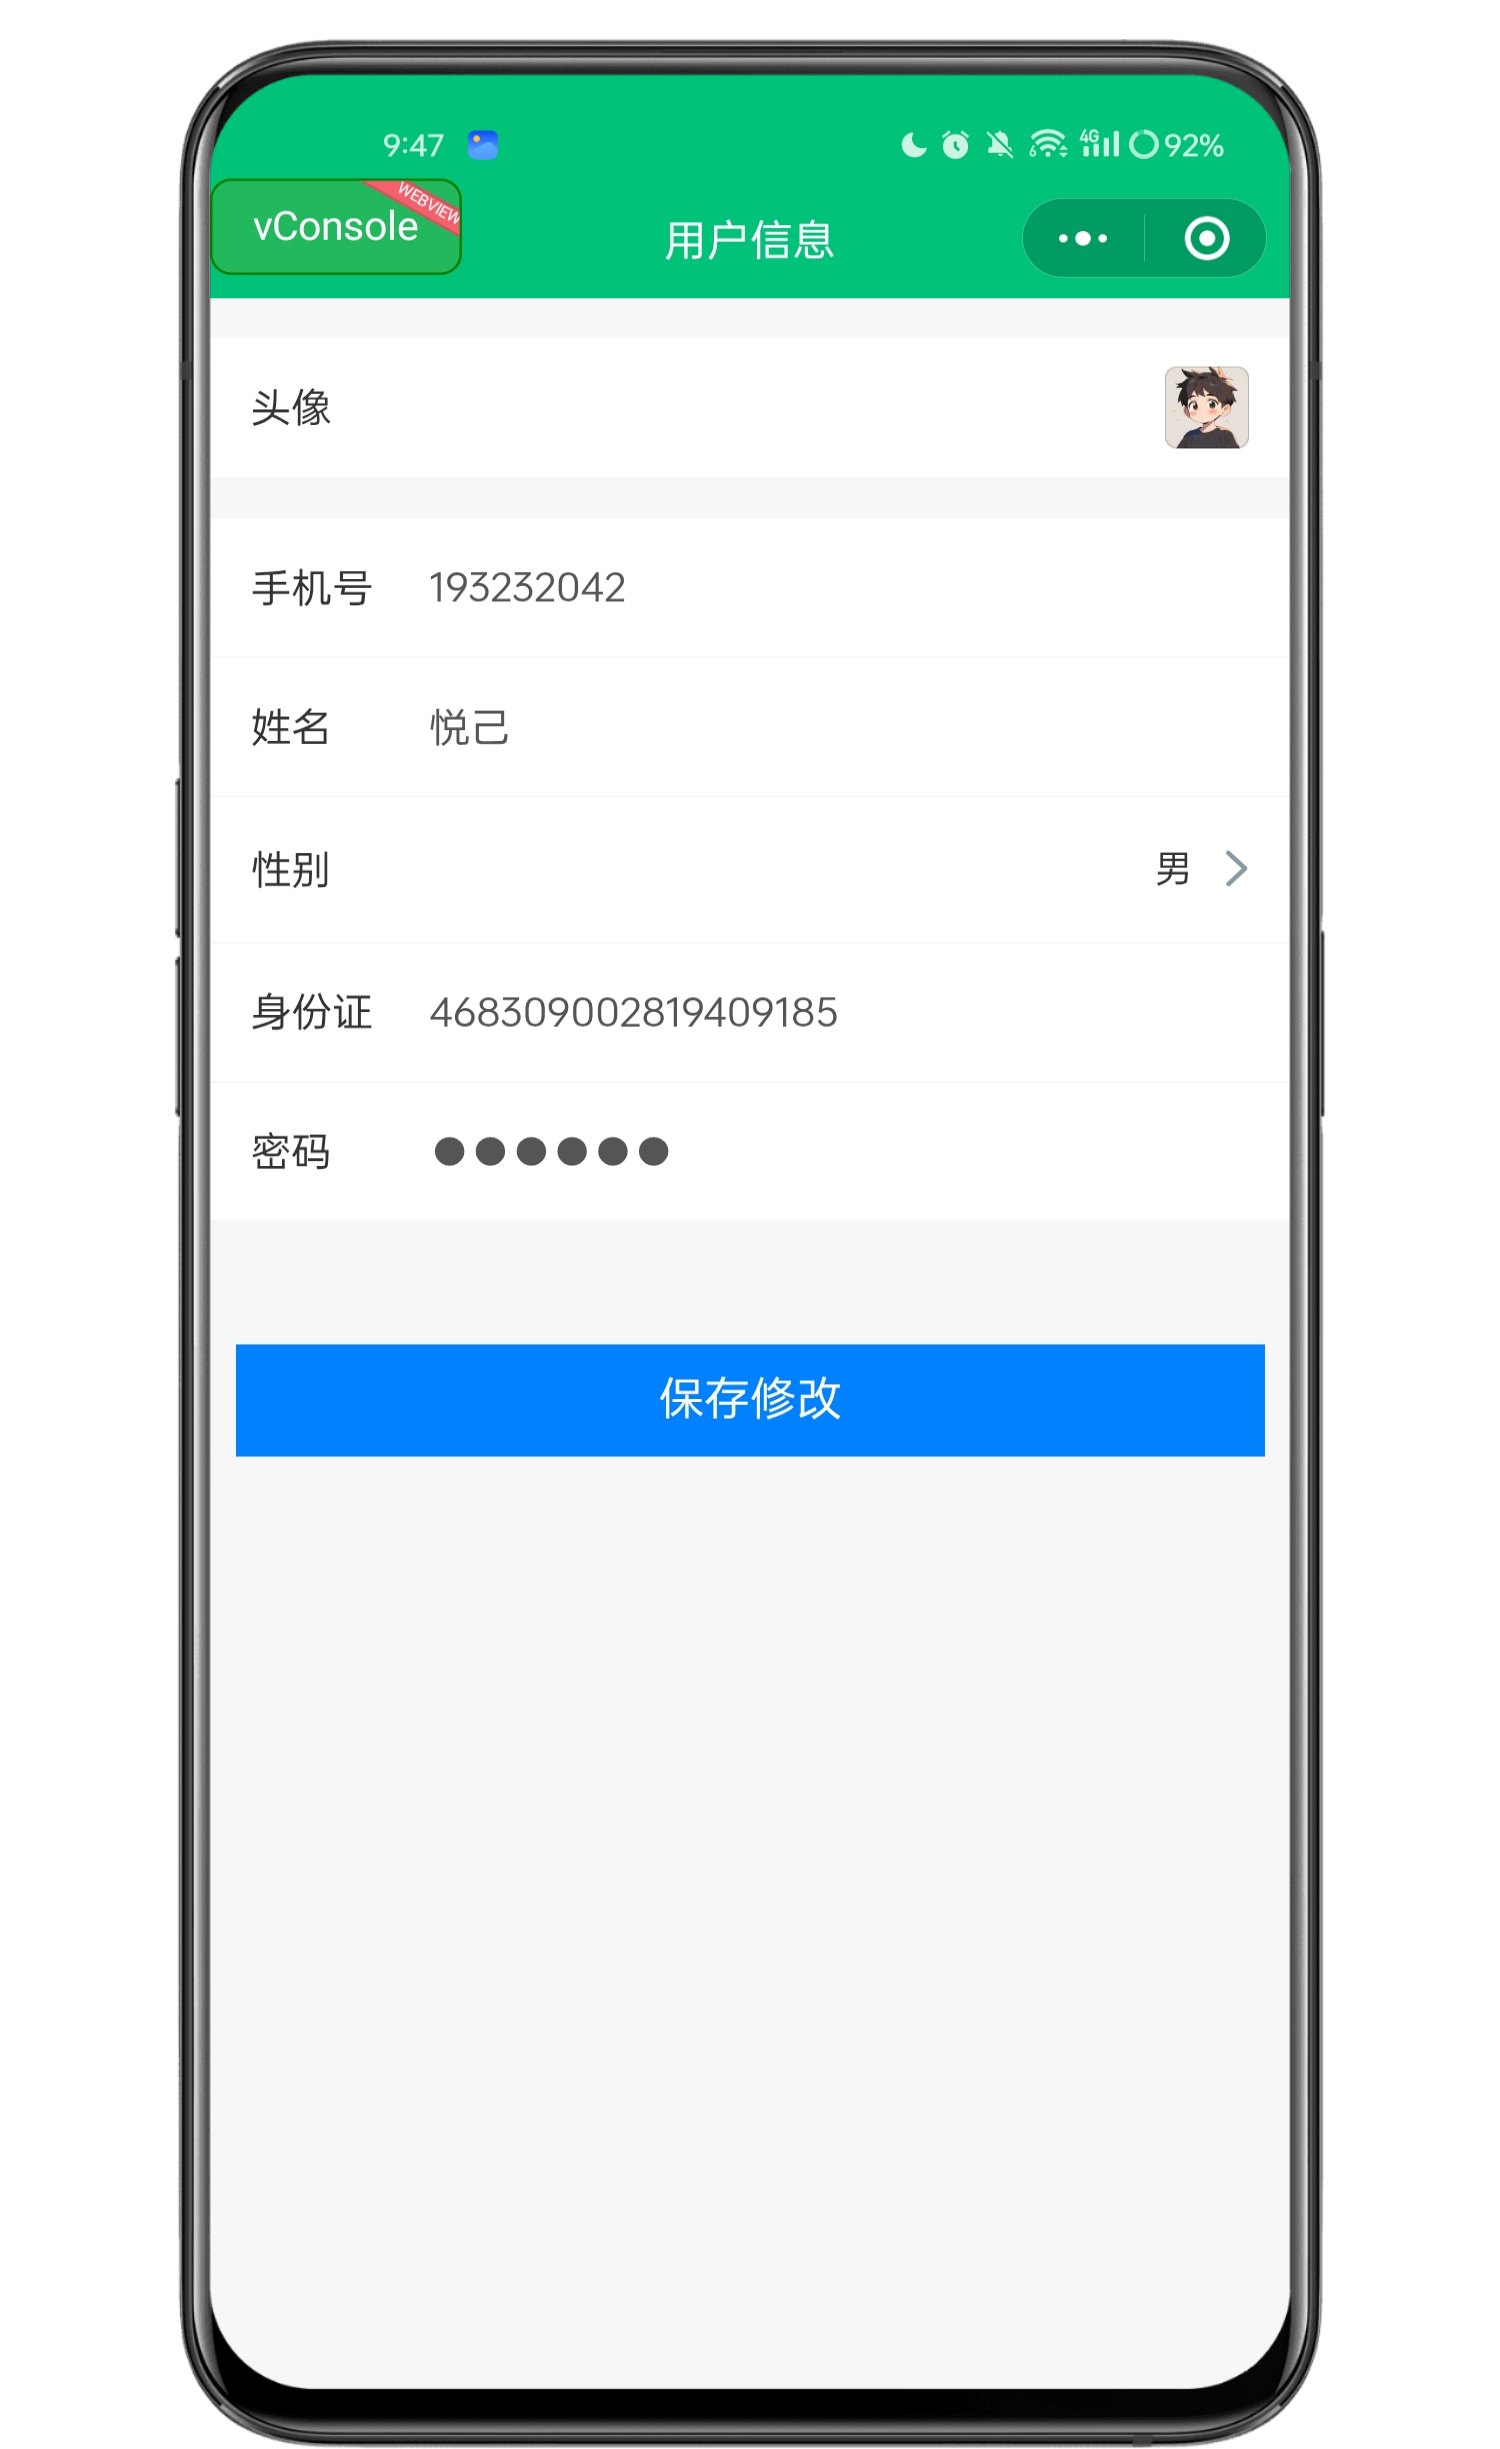 9:47
6 4G 92%
vConsole
WEBVIEW
用户信息
头像
手机号 193232042
姓名 悦己
性别 男
身份证 468309002819409185
密码 ●●●●●●
保存修改